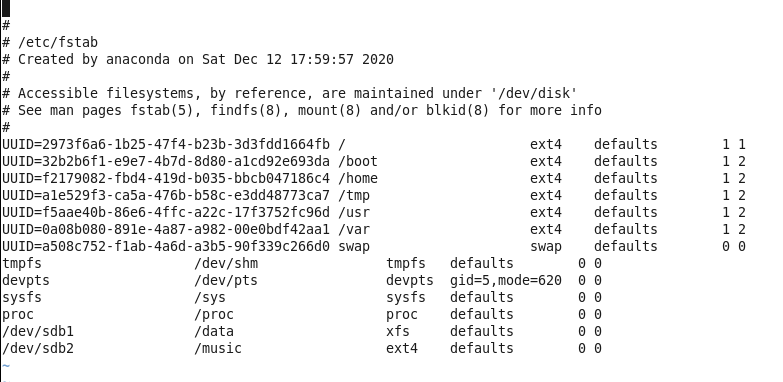 #
# /etc/fstab
# Created by anaconda on Sat Dec 12 17:59:57 2020
#
# Accessible filesystems, by reference, are maintained under '/dev/disk'
# See man pages fstab(5), findfs(8), mount(8) and/or blkid(8) for more info
#
UUID=2973f6a6-1b25-47f4-b23b-3d3fdd1664fb /                       ext4    defaults        1 1
UUID=32b2b6f1-e9e7-4b7d-8d80-a1cd92e693da /boot                   ext4    defaults        1 2
UUID=f2179082-fbd4-419d-b035-bbcb047186c4 /home                   ext4    defaults        1 2
UUID=a1e529f3-ca5a-476b-b58c-e3dd48773ca7 /tmp                    ext4    defaults        1 2
UUID=f5aae40b-86e6-4ffc-a22c-17f3752fc96d /usr                    ext4    defaults        1 2
UUID=0a08b080-891e-4a87-a982-00e0bdf42aa1 /var                    ext4    defaults        1 2
UUID=a508c752-f1ab-4a6d-a3b5-90f339c266d0 swap                    swap    defaults        0 0
tmpfs                   /dev/shm                tmpfs   defaults        0 0
devpts                  /dev/pts                devpts  gid=5,mode=620  0 0
sysfs                   /sys                    sysfs   defaults        0 0
proc                    /proc                   proc    defaults        0 0
/dev/sdb1               /data                   xfs     defaults        0 0
/dev/sdb2               /music                  ext4    defaults        0 0
~